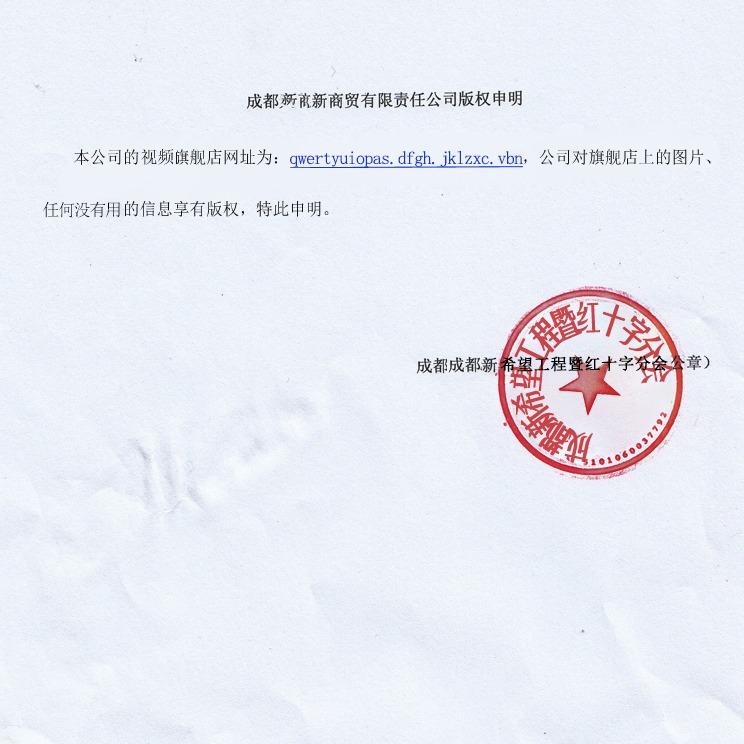 成都新前新商贸有限责任公司版权申明
本公司的视频旗舰店网址为：qwertyuiopas.dfgh.jklzxc.vbn，公司对旗舰店上的图片、
任何没有用的信息享有版权，特此申明。
成都成都新希望工程暨红十字分会公章）
成都新希望工程暨红十字分会
5101060037792